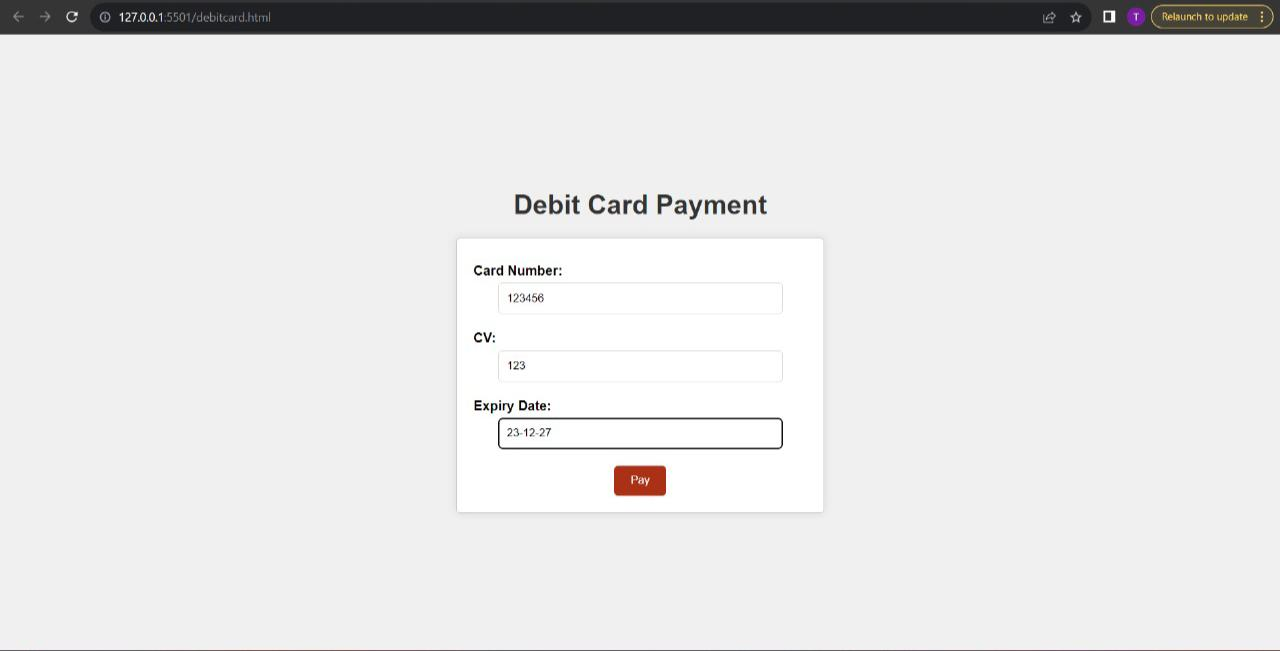 127.0.0.1:5501/debitcard.html
T
Relaunch to update
Debit Card Payment
Card Number:
123456
CV:
123
Expiry Date:
23-12-27
Pay